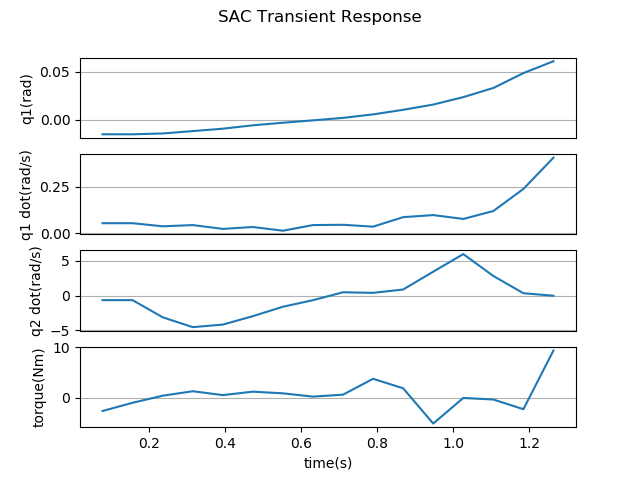 SAC Transient Response
q1(rad)
0.05
0.00
q1 dot(rad/s)
0.25
0.00
q2 dot(rad/s)
5
0
−5
torque(Nm)
10
0
0.2 0.4 0.6 0.8 1.0 1.2
time(s)